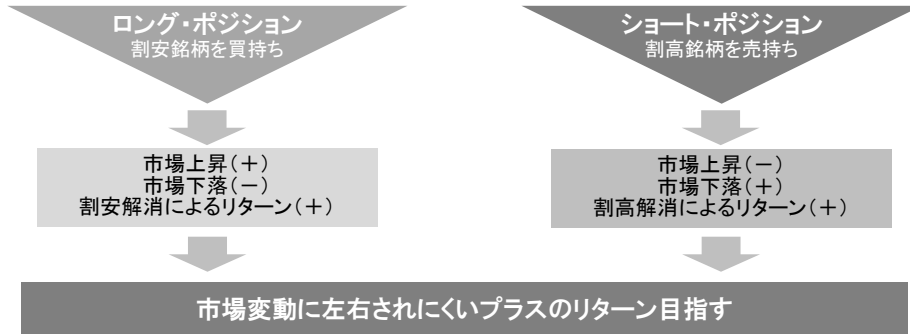 ロング・ポジション
割安銘柄を買持ち
市場上昇(＋)
市場下落(－)
割安解消によるリターン(＋)
ショート・ポジション
割高銘柄を売持ち
市場上昇(－)
市場下落(＋)
割高解消によるリターン(＋)
市場変動に左右されにくいプラスのリターン目指す